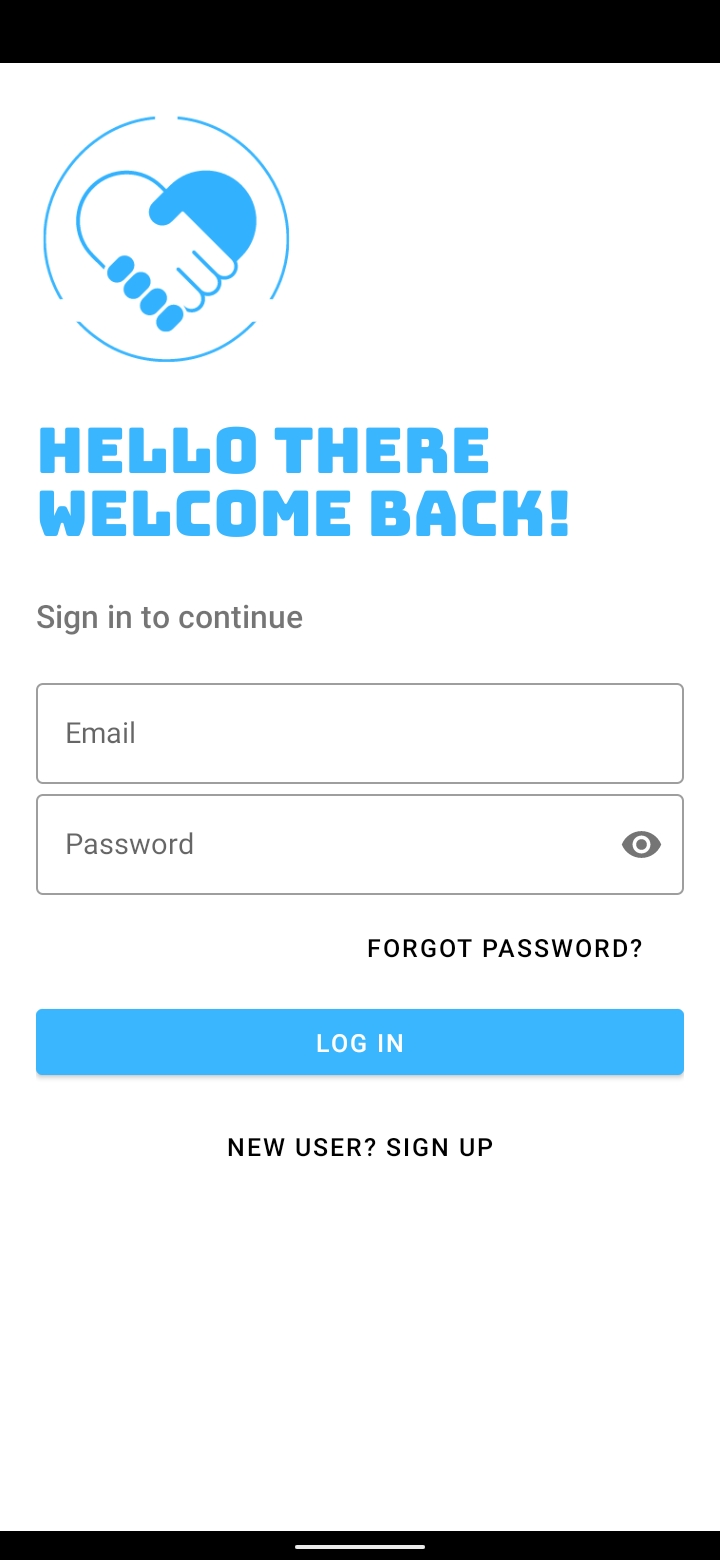 HELLO THERE
WELCOME BACK!
Sign in to continue
Email
Password
FORGOT PASSWORD?
LOG IN
NEW USER? SIGN UP